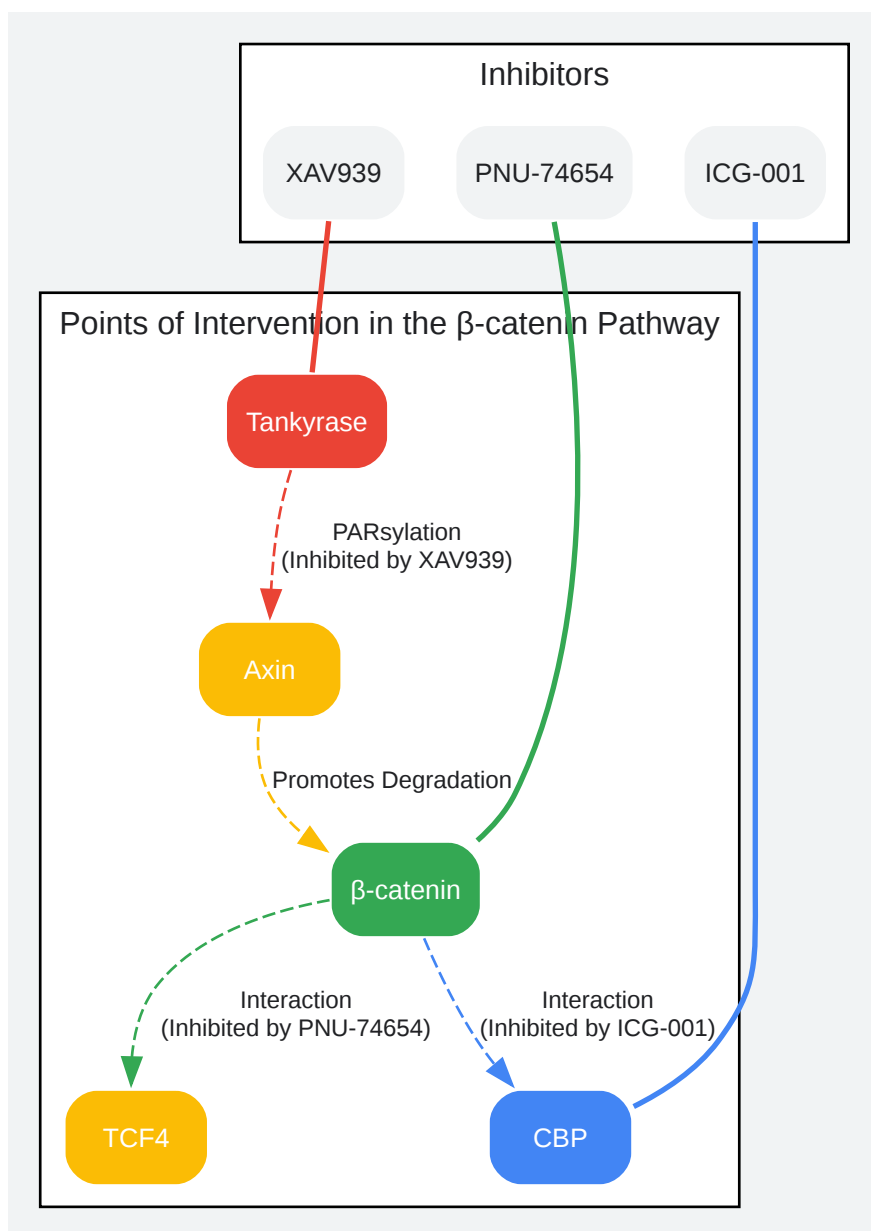 Inhibitors
XAV939
PNU-74654
ICG-001
Points of Intervention in the β-catenin Pathway
Tankyrase
PARsylation
(Inhibited by XAV939)
Axin
Promotes Degradation
β-catenin
Interaction
(Inhibited by PNU-74654)
Interaction
(Inhibited by ICG-001)
TCF4
CBP